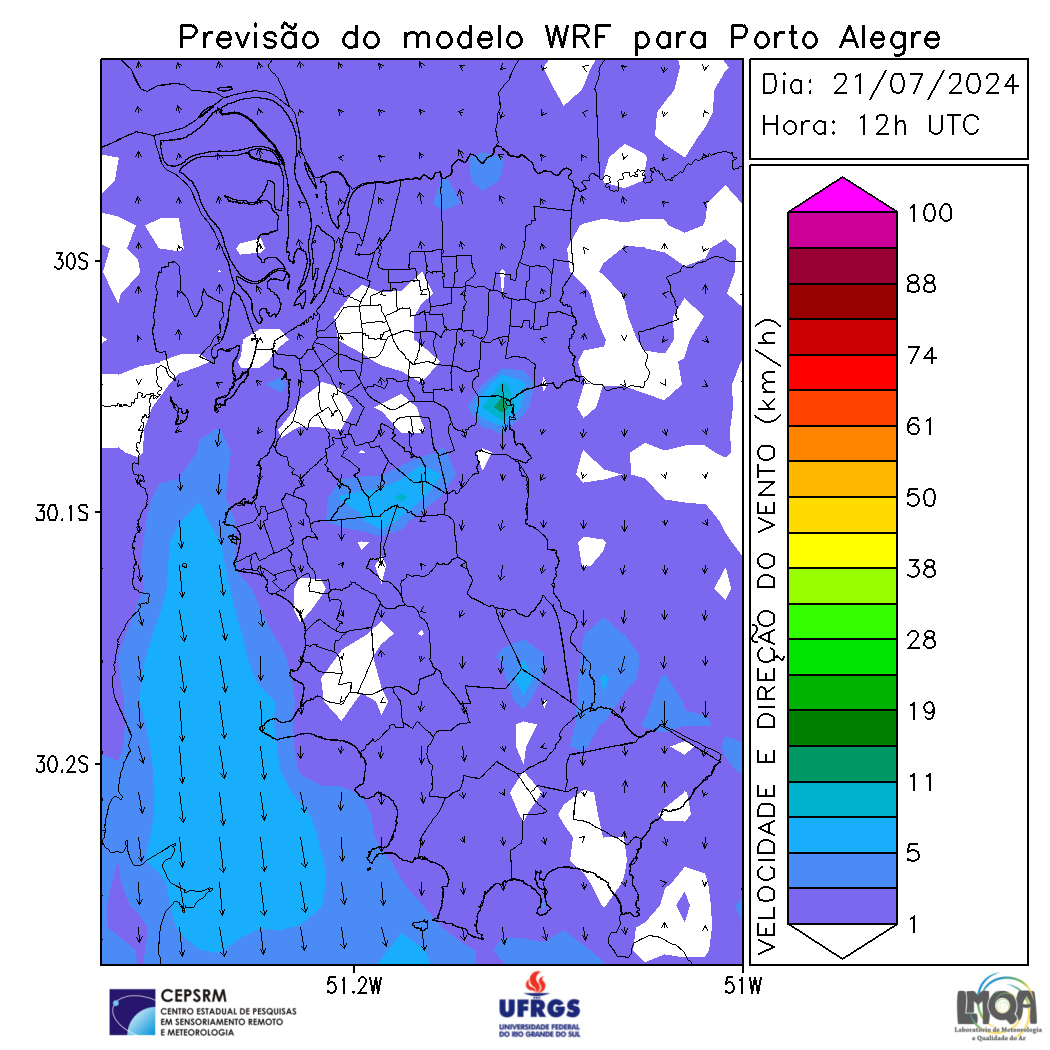 Previsão do modelo WRF para Porto Alegre
Dia: 21/07/2024
Hora: 12h UTC
30S
30.1S
30.2S
51.2W
51W
VELOCIDADE E DIREÇÃO DO VENTO (km/h)
100
88
74
61
50
38
28
19
11
5
1
CEPSRM
CENTRO ESTADUAL DE PESQUISAS
EM SENSORIAMENTO REMOTO
E METEOROLOGIA
UFRGS
UNIVERSIDADE FEDERAL
DO RIO GRANDE DO SUL
LMQA
Laboratório de Meteorologia
e Qualidade do Ar